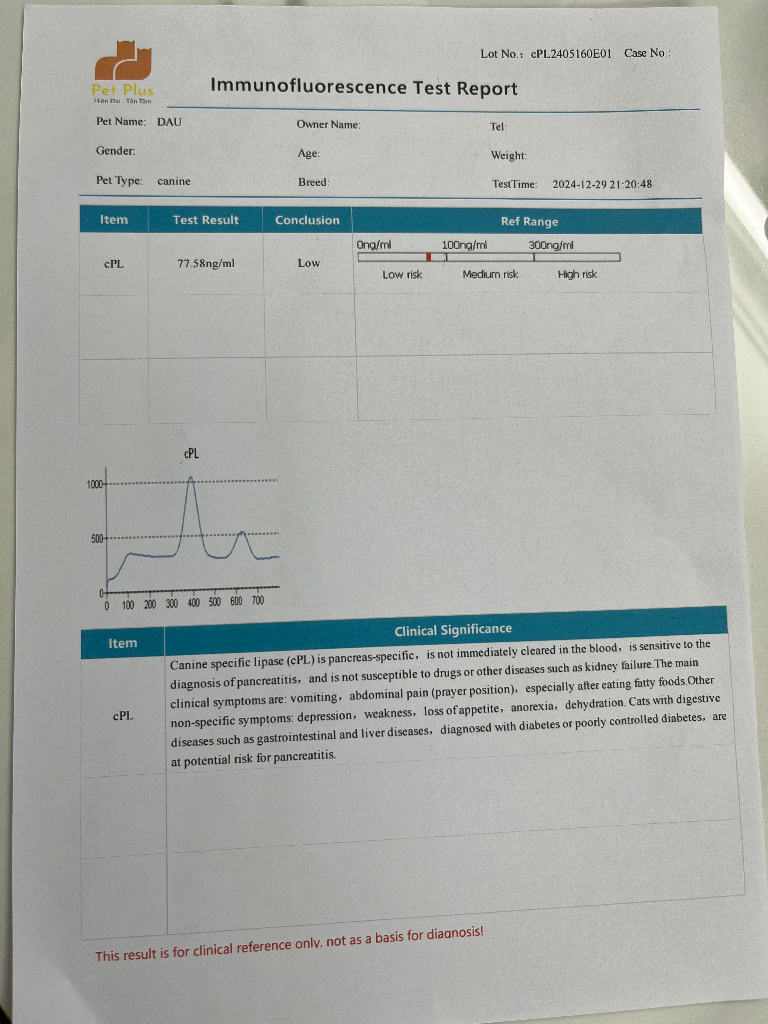 Lot No.: cPL2405160E01 Case No.:
Pet Plus
Hiện Đại - Tân Tâm
Immunofluorescence Test Report
Pet Name: DAU Owner Name: Tel:
Gender: Age: Weight:
Pet Type: canine Breed: TestTime: 2024-12-29 21:20:48
Item Test Result Conclusion Ref Range
0ng/ml 100ng/ml 300ng/ml
cPL 77.58ng/ml Low
Low risk Medium risk High risk
cPL
1000
500
0
0 100 200 300 400 500 600 700
Item Clinical Significance
cPL
Canine specific lipase (cPL) is pancreas-specific, is not immediately cleared in the blood, is sensitive to the
diagnosis of pancreatitis, and is not susceptible to drugs or other diseases such as kidney failure.The main
clinical symptoms are: vomiting, abdominal pain (prayer position), especially after eating fatty foods.Other
non-specific symptoms: depression, weakness, loss of appetite, anorexia, dehydration. Cats with digestive
diseases such as gastrointestinal and liver diseases, diagnosed with diabetes or poorly controlled diabetes, are
at potential risk for pancreatitis.
This result is for clinical reference only, not as a basis for diagnosis!